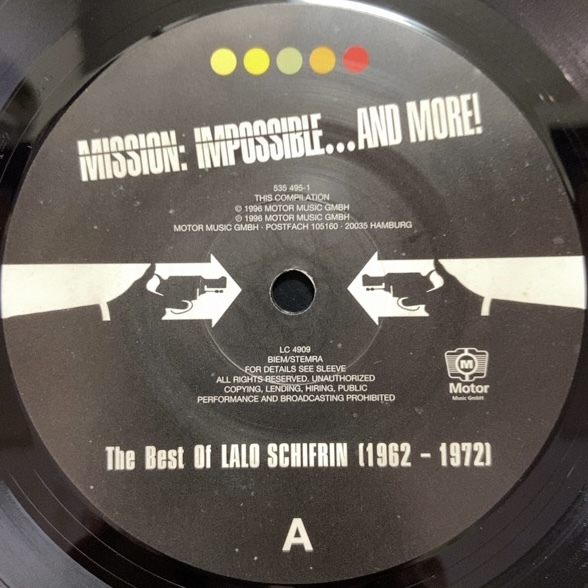 MISSION: IMPOSSIBLE...AND MORE!
535 495-1
THIS COMPILATION
© 1996 MOTOR MUSIC GMBH
℗ 1996 MOTOR MUSIC GMBH
MOTOR MUSIC GMBH · POSTFACH 105160 · 20035 HAMBURG
LC 4909
BIEM/STEMRA
FOR DETAILS SEE SLEEVE
ALL RIGHTS RESERVED. UNAUTHORIZED
COPYING, LENDING, HIRING, PUBLIC
PERFORMANCE AND BROADCASTING PROHIBITED
M
Motor
Music GmbH
The Best Of LALO SCHIFRIN (1962 - 1972)
A